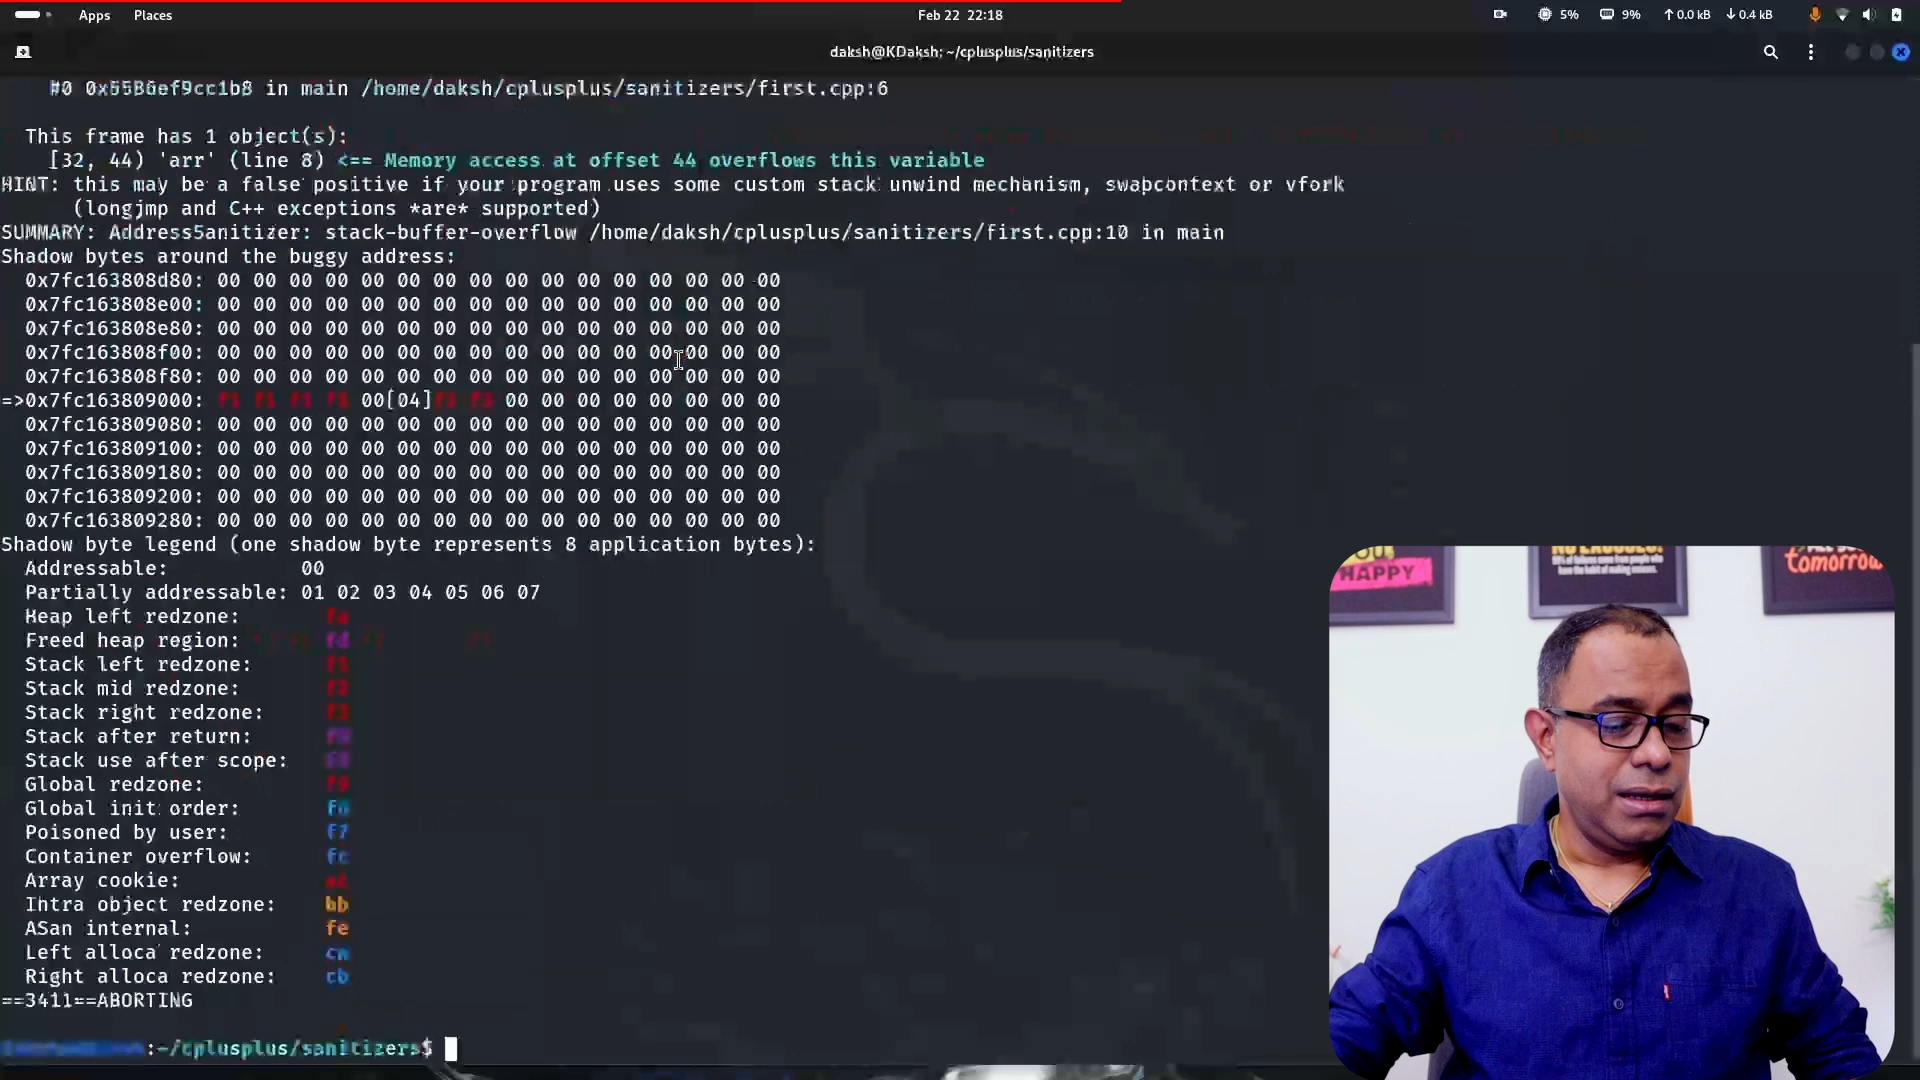 Apps Places Feb 22 22:18 5% 9% ↑0.0 kB ↓0.4 kB
daksh@KDaksh: ~/cplusplus/sanitizers
in main /home/daksh/cplusplus/sanitizers/first.cpp:6
This frame has 1 object(s):
[32, 44) 'arr' (line 8) <== Memory access at offset 44 overflows this variable
HINT: this may be a false positive if your program uses some custom stack unwind mechanism, swapcontext or vfork
(longjmp and C++ exceptions *are* supported)
SUMMARY: AddressSanitizer: stack-buffer-overflow /home/daksh/cplusplus/sanitizers/first.cpp:10 in main
Shadow bytes around the buggy address:
0x7fc163808d80: 00 00 00 00 00 00 00 00 00 00 00 00 00 00 00 00
0x7fc163808e00: 00 00 00 00 00 00 00 00 00 00 00 00 00 00 00 00
0x7fc163808e80: 00 00 00 00 00 00 00 00 00 00 00 00 00 00 00 00
0x7fc163808f00: 00 00 00 00 00 00 00 00 00 00 00 00 00 00 00 00
0x7fc163808f80: 00 00 00 00 00 00 00 00 00 00 00 00 00 00 00 00
=>0x7fc163809000: f1 f1 f1 f1 00[04]f3 f3 00 00 00 00 00 00 00 00
0x7fc163809080: 00 00 00 00 00 00 00 00 00 00 00 00 00 00 00 00
0x7fc163809100: 00 00 00 00 00 00 00 00 00 00 00 00 00 00 00 00
0x7fc163809180: 00 00 00 00 00 00 00 00 00 00 00 00 00 00 00 00
0x7fc163809200: 00 00 00 00 00 00 00 00 00 00 00 00 00 00 00 00
0x7fc163809280: 00 00 00 00 00 00 00 00 00 00 00 00 00 00 00 00
Shadow byte legend (one shadow byte represents 8 application bytes):
Addressable: 00
Partially addressable: 01 02 03 04 05 06 07
Heap left redzone: fa
Freed heap region: fd
Stack left redzone: f1
Stack mid redzone: f2
Stack right redzone: f3
Stack after return: f5
Stack use after scope: f8
Global redzone: f9
Global init order: f6
Poisoned by user: f7
Container overflow: fc
Array cookie: ac
Intra object redzone: bb
ASan internal: fe
Left alloca redzone: ca
Right alloca redzone: cb
==3411==ABORTING
:~/cplusplus/sanitizers$
HAPPY
NO EXCUSES!
tomorrow